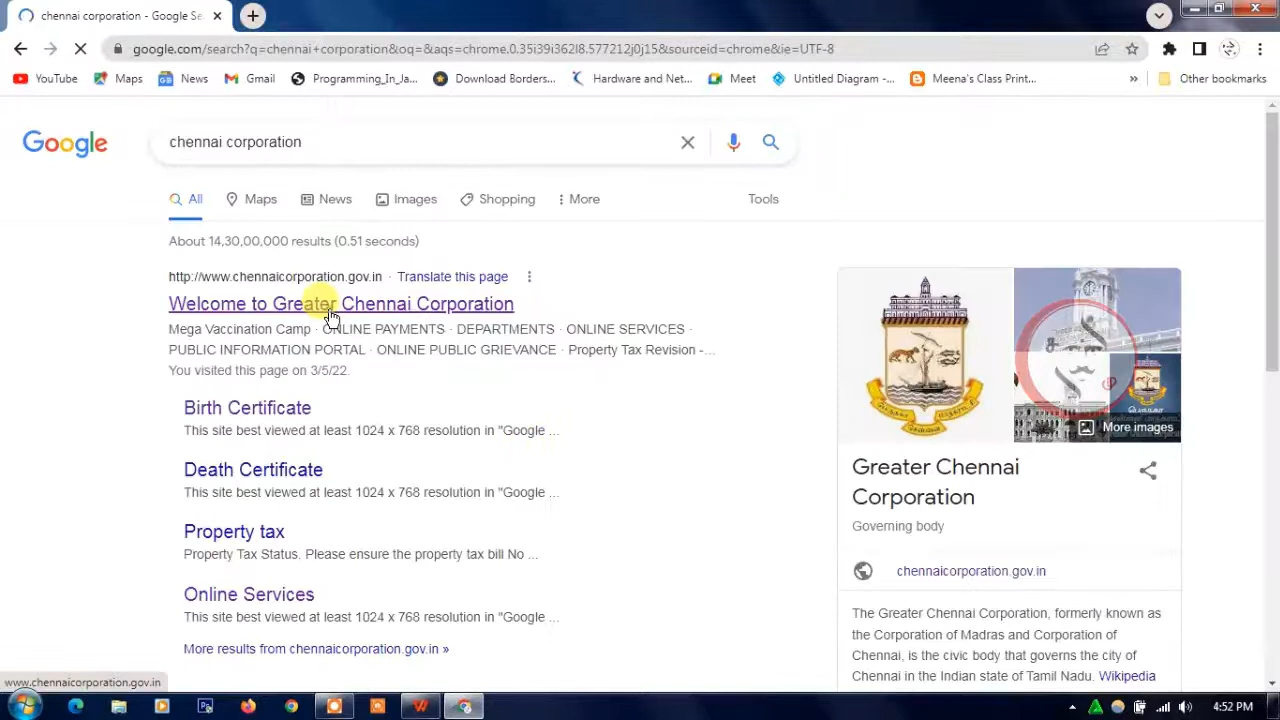 chennai corporation - Google Se
google.com/search?q=chennai+corporation&oq=&aqs=chrome.0.35i39i362l8.577212j0j15&sourceid=chrome&ie=UTF-8
YouTube Maps News Gmail Programming_In_Ja... Download Borders... Hardware and Net... Meet Untitled Diagram -... Meena's Class Print... » Other bookmarks
Google
chennai corporation
All Maps News Images Shopping More Tools
About 14,30,00,000 results (0.51 seconds)
http://www.chennaicorporation.gov.in · Translate this page
Welcome to Greater Chennai Corporation
Mega Vaccination Camp · ONLINE PAYMENTS · DEPARTMENTS · ONLINE SERVICES ·
PUBLIC INFORMATION PORTAL · ONLINE PUBLIC GRIEVANCE · Property Tax Revision -...
You visited this page on 3/5/22.
Birth Certificate
This site best viewed at least 1024 x 768 resolution in "Google ...
Death Certificate
This site best viewed at least 1024 x 768 resolution in "Google ...
Property tax
Property Tax Status. Please ensure the property tax bill No ...
Online Services
This site best viewed at least 1024 x 768 resolution in "Google ...
More results from chennaicorporation.gov.in »
More images
Greater Chennai
Corporation
Governing body
chennaicorporation.gov.in
The Greater Chennai Corporation, formerly known as
the Corporation of Madras and Corporation of
Chennai, is the civic body that governs the city of
Chennai in the Indian state of Tamil Nadu. Wikipedia
www.chennaicorporation.gov.in
4:52 PM